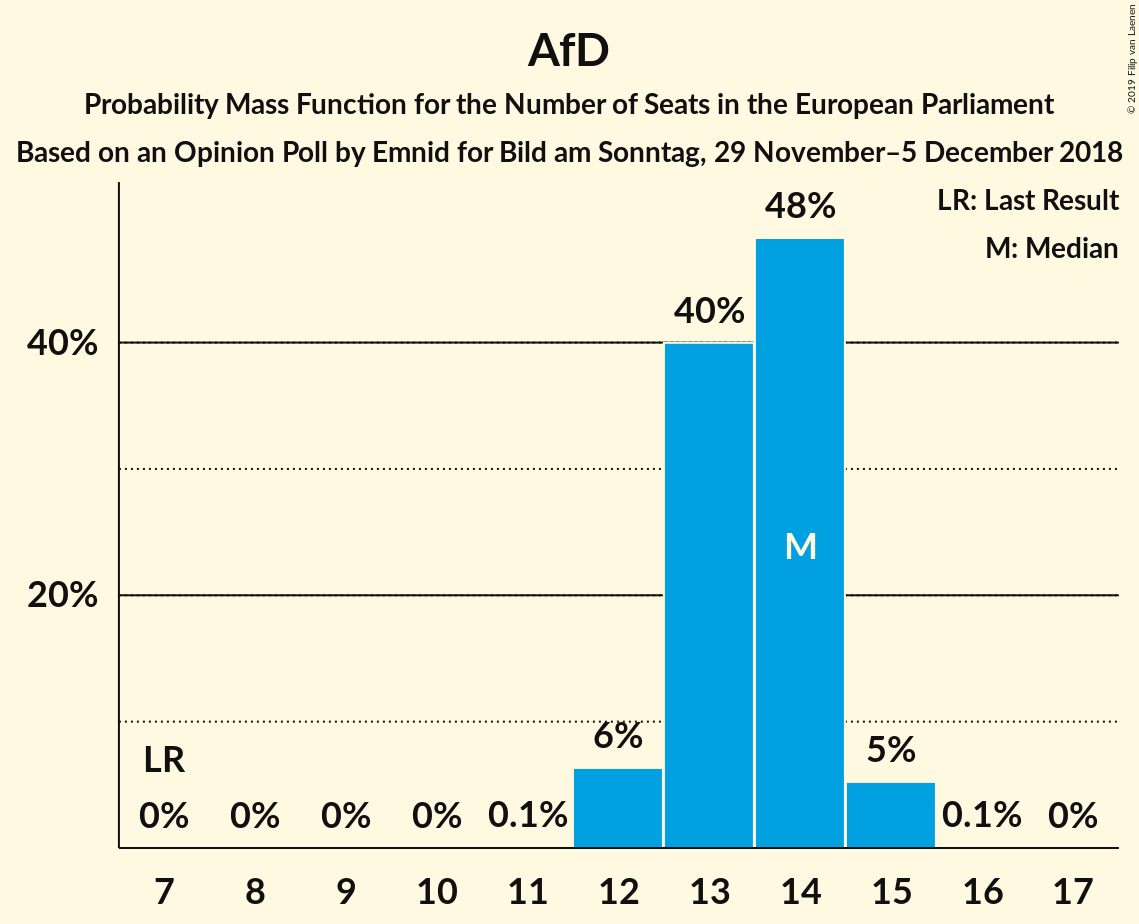 AfD
Probability Mass Function for the Number of Seats in the European Parliament
Based on an Opinion Poll by Emnid for Bild am Sonntag, 29 November–5 December 2018
© 2019 Filip van Laenen
LR: Last Result
M: Median
48%
40%
40%
M
20%
6%
5%
LR
0%
0%
0%
0%
0.1%
0.1%
0%
7 8 9 10 11 12 13 14 15 16 17